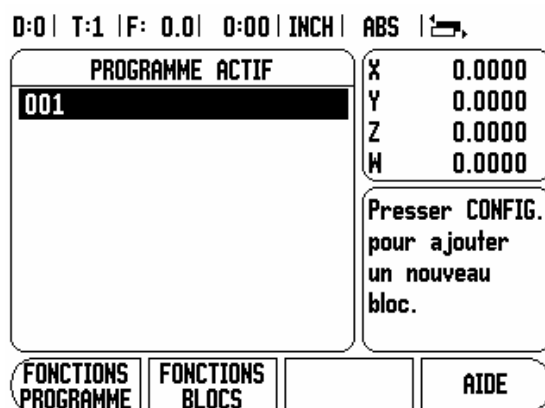 D:0 | T:1 | F: 0.0 | 0:00 | INCH | ABS |
PROGRAMME ACTIF
001
X 0.0000
Y 0.0000
Z 0.0000
W 0.0000
Presser CONFIG.
pour ajouter
un nouveau
bloc.
FONCTIONS
PROGRAMME
FONCTIONS
BLOCS
AIDE